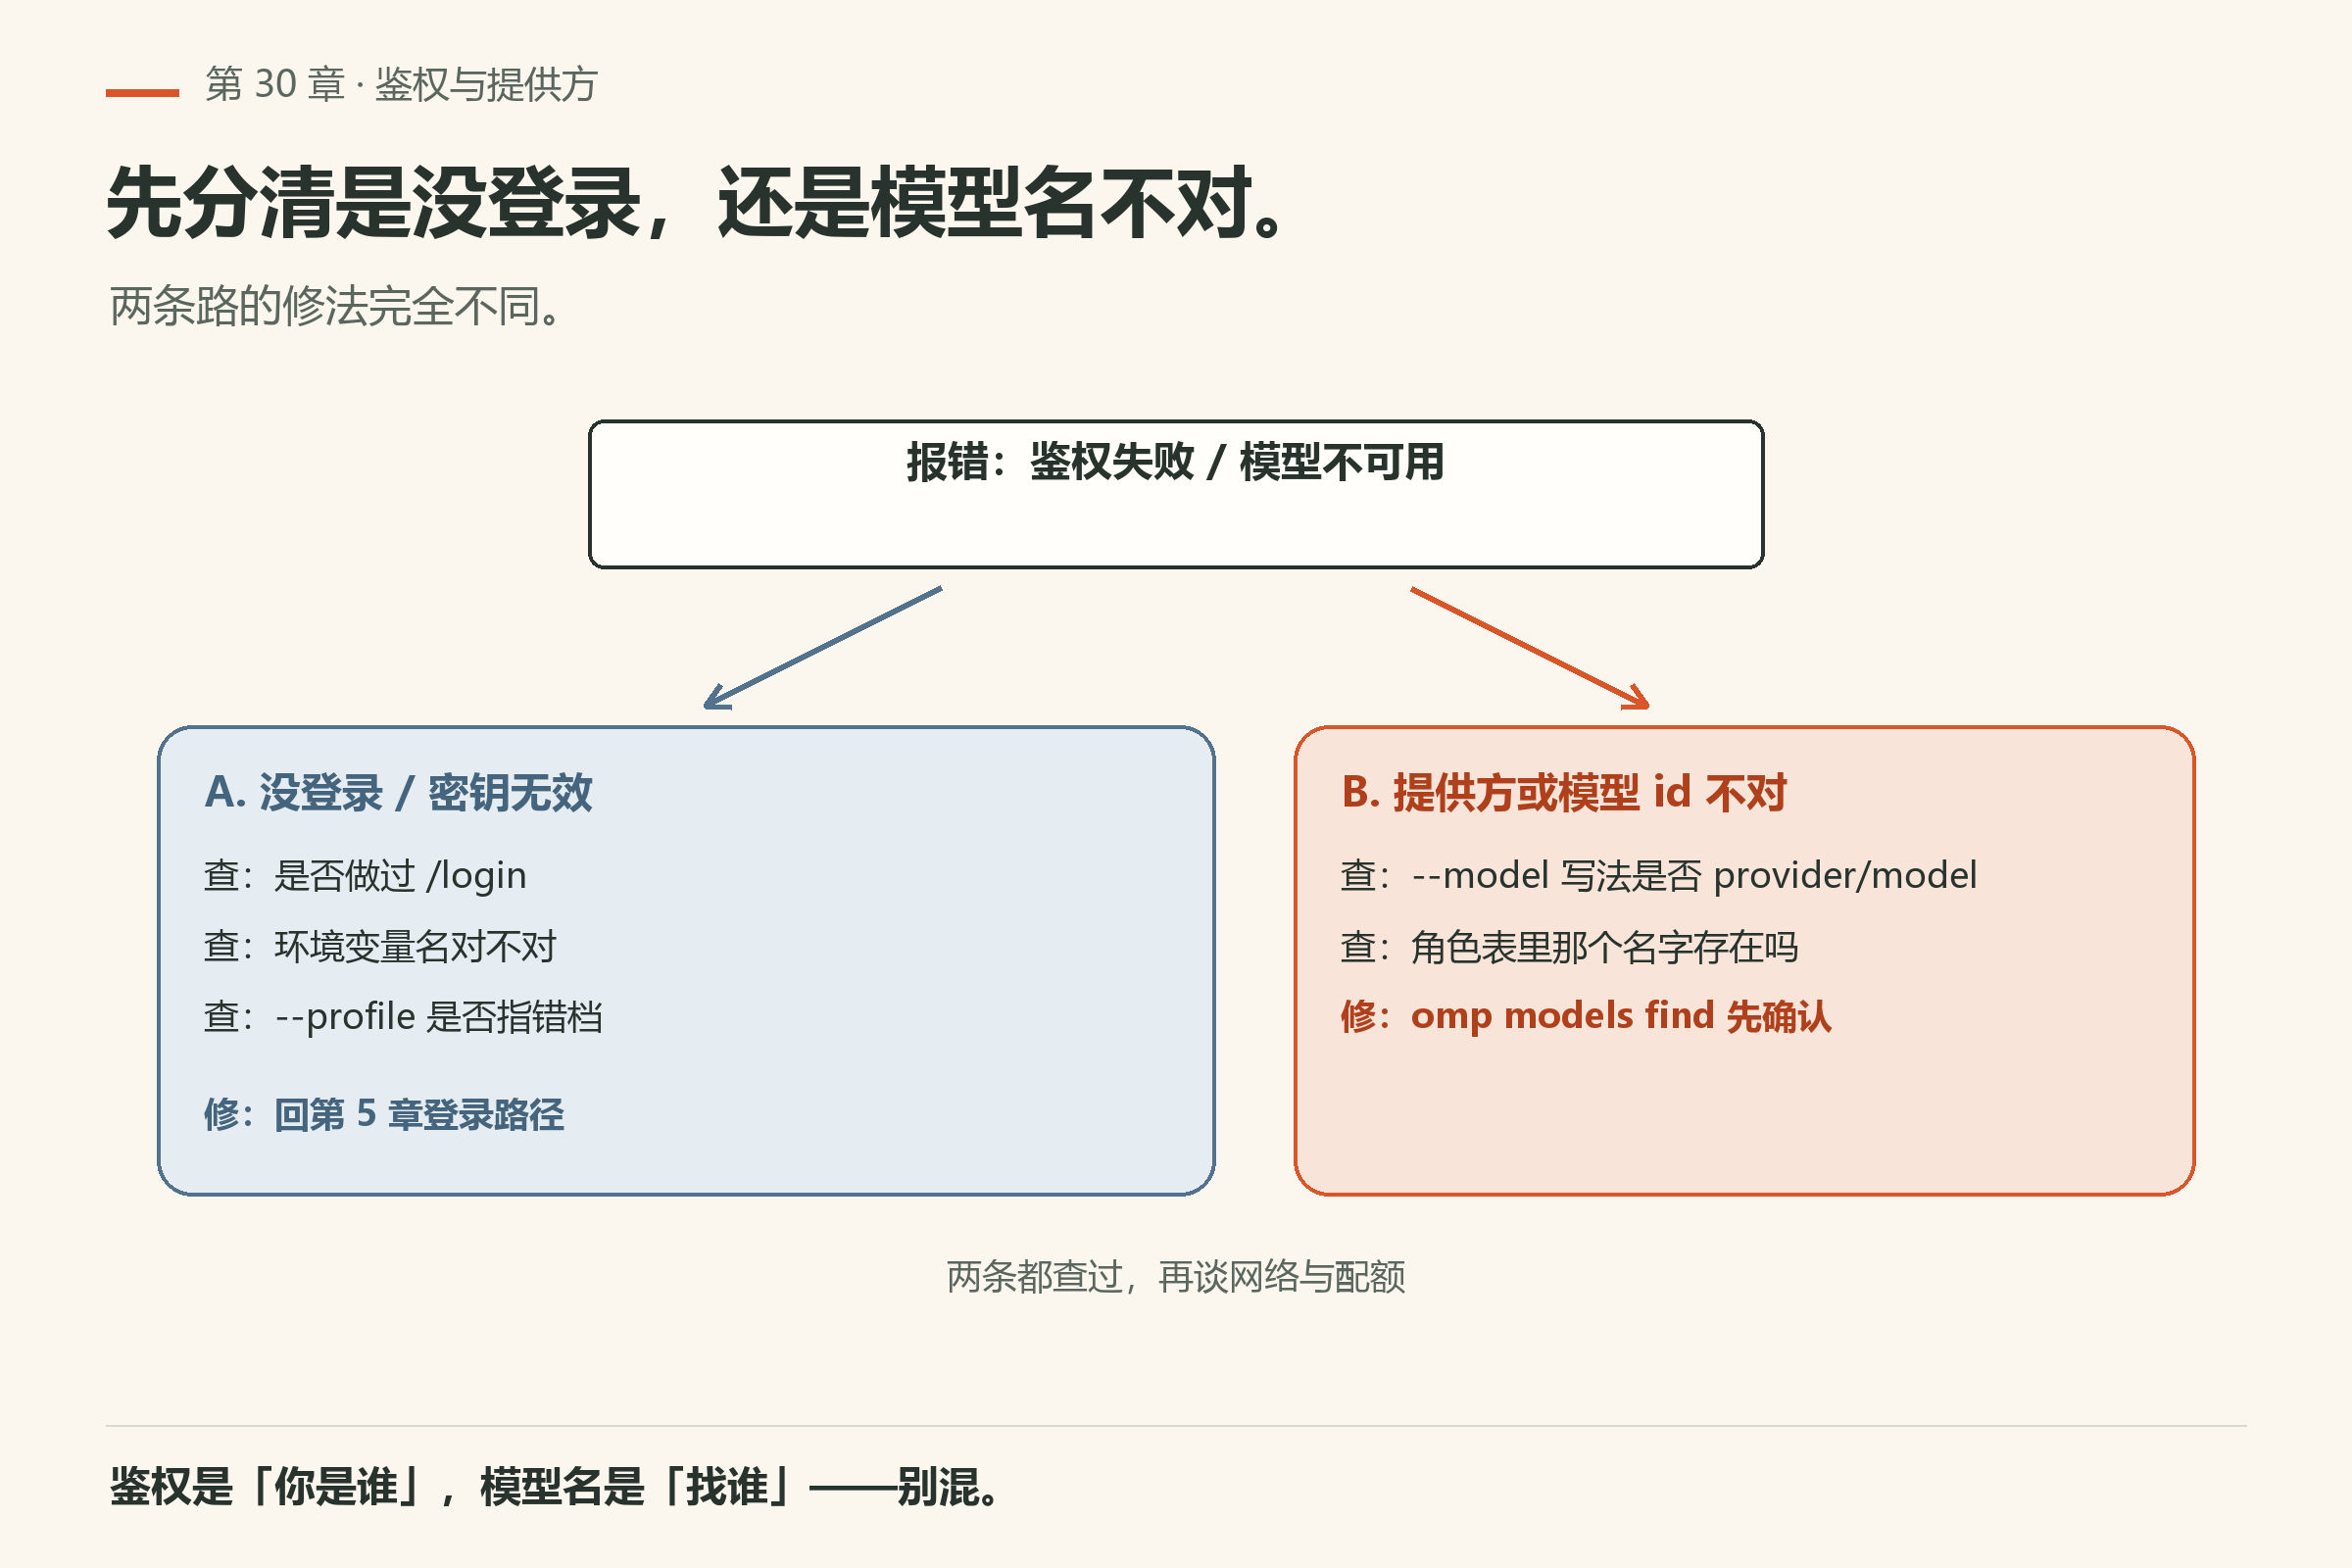 第 30 章 · 鉴权与提供方
先分清是没登录，还是模型名不对。
两条路的修法完全不同。
报错：鉴权失败 / 模型不可用
A. 没登录 / 密钥无效
查：是否做过 /login
查：环境变量名对不对
查：--profile 是否指错档
修：回第 5 章登录路径
B. 提供方或模型 id 不对
查：--model 写法是否 provider/model
查：角色表里那个名字存在吗
修：omp models find 先确认
两条都查过，再谈网络与配额
鉴权是「你是谁」，模型名是「找谁」——别混。